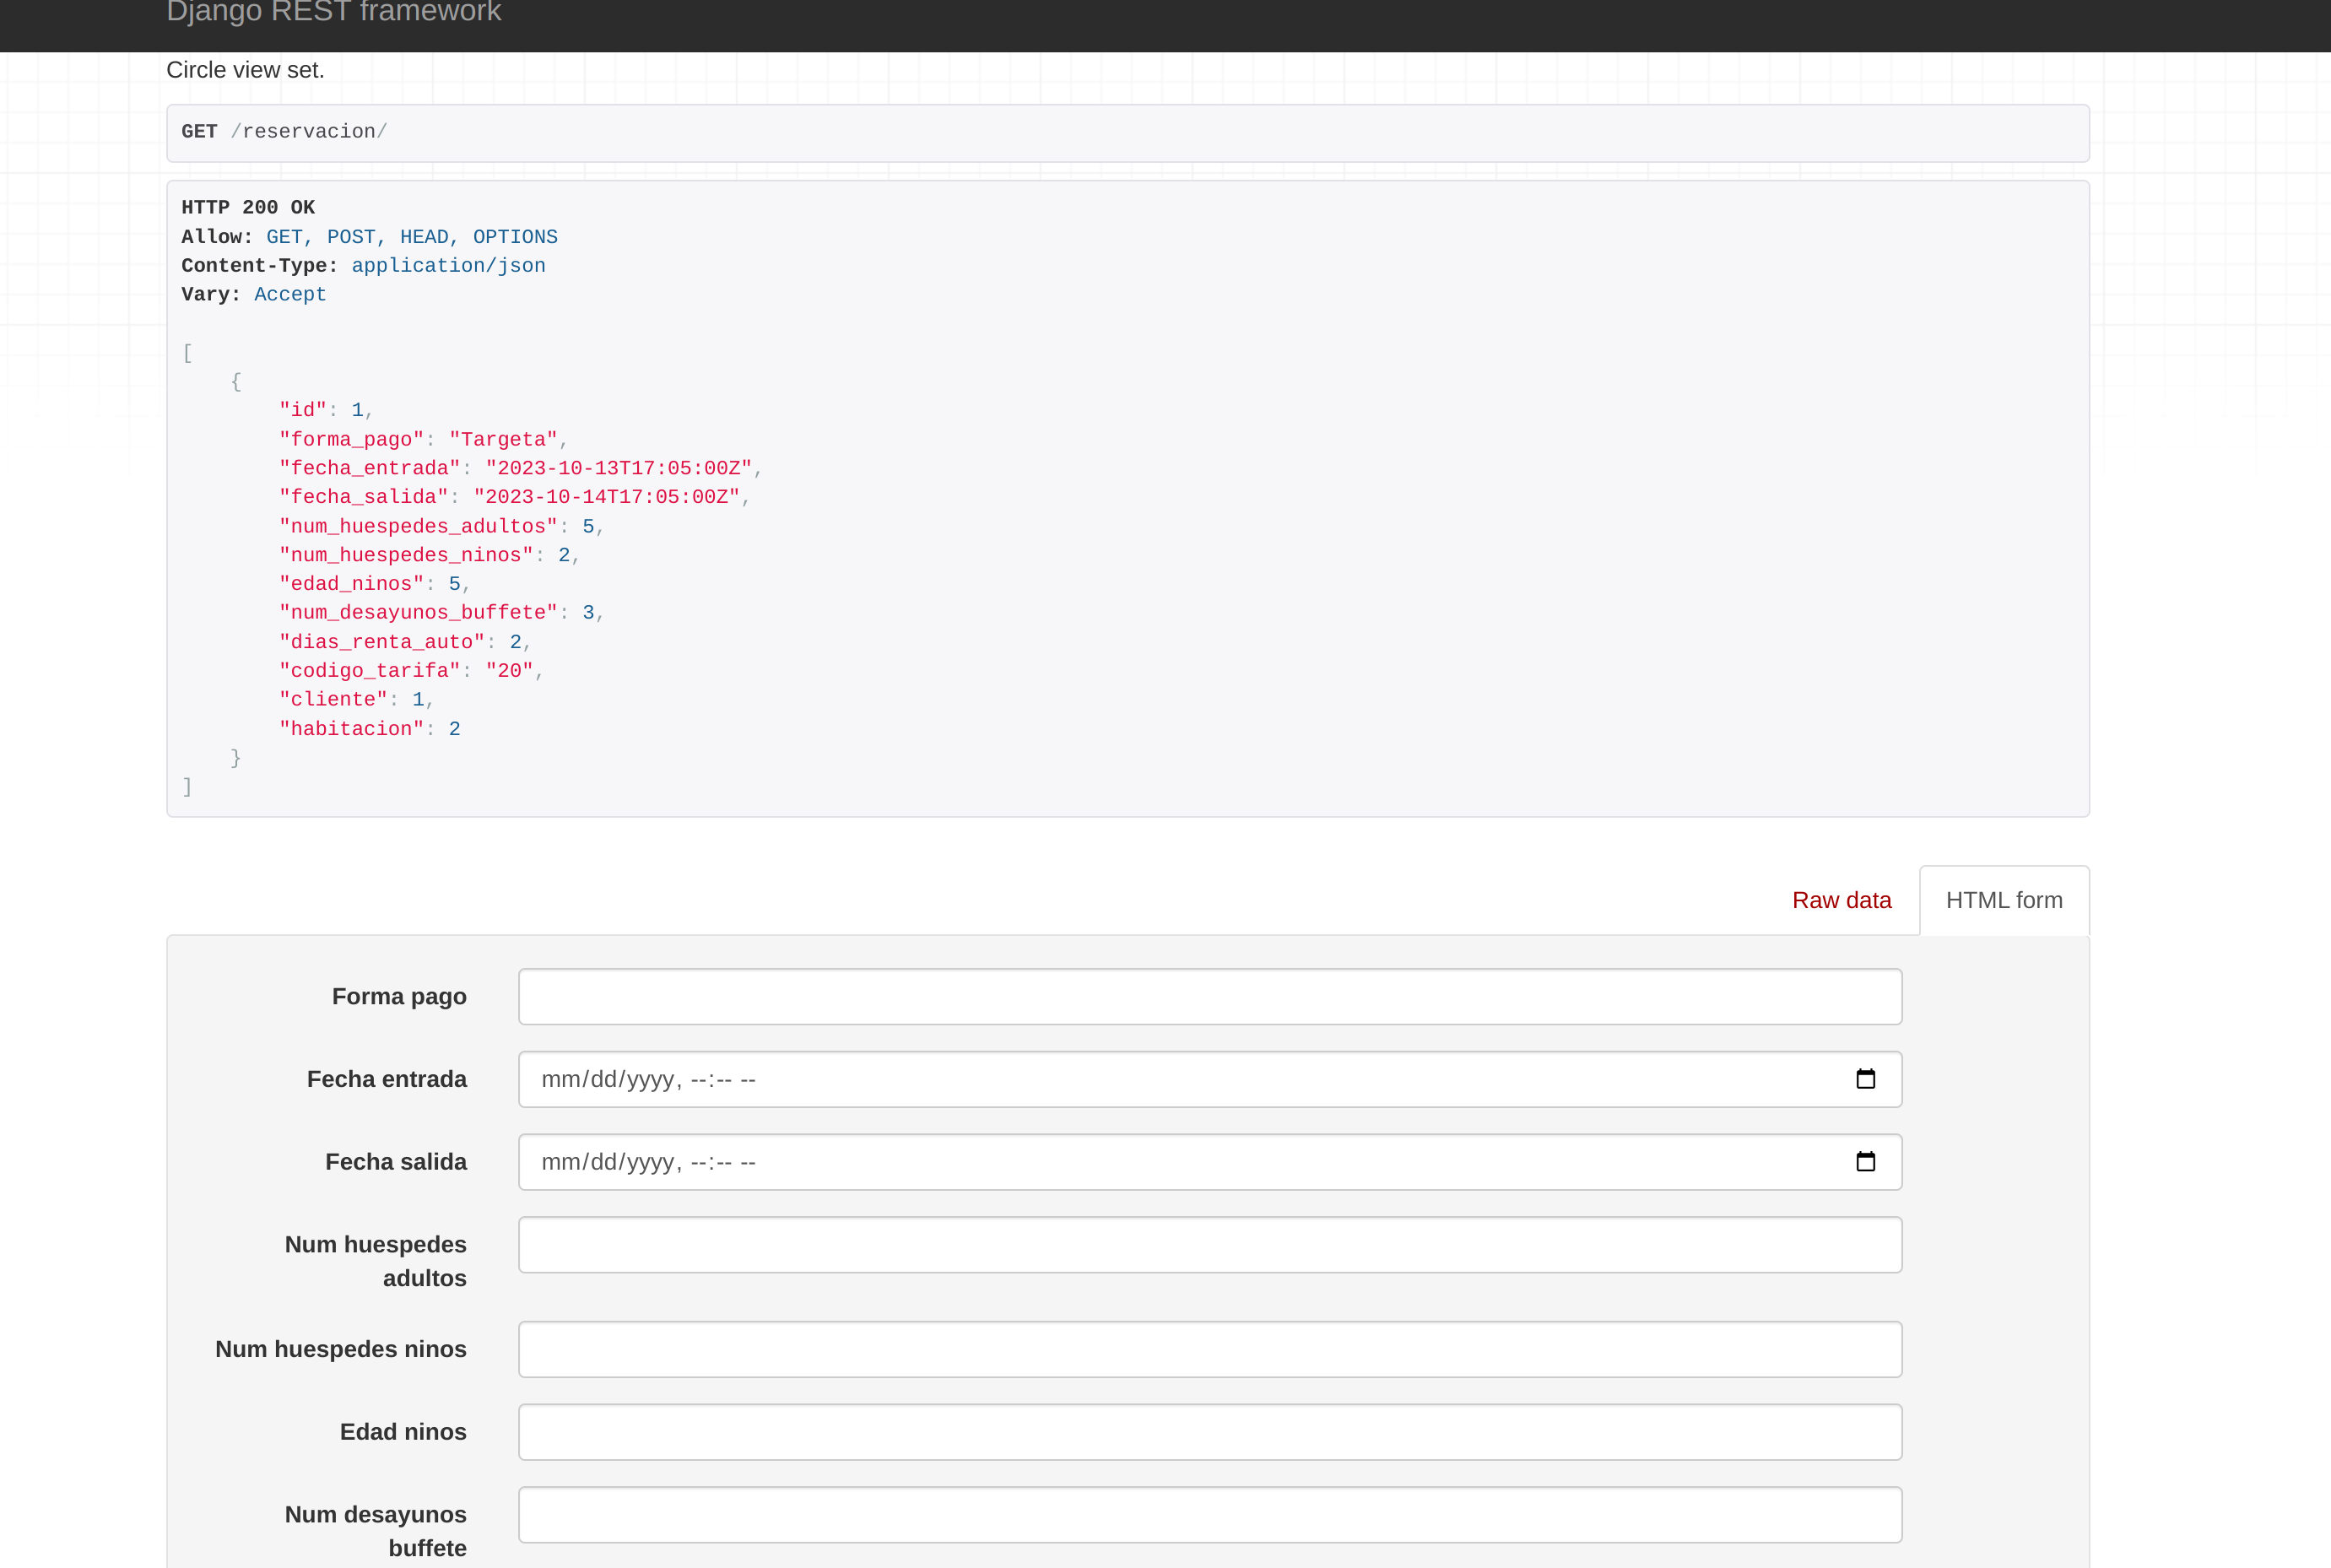 Django REST framework
Circle view set.
GET /reservacion/
HTTP 200 OK
Allow: GET, POST, HEAD, OPTIONS
Content-Type: application/json
Vary: Accept
[
    {
        "id": 1,
        "forma_pago": "Targeta",
        "fecha_entrada": "2023-10-13T17:05:00Z",
        "fecha_salida": "2023-10-14T17:05:00Z",
        "num_huespedes_adultos": 5,
        "num_huespedes_ninos": 2,
        "edad_ninos": 5,
        "num_desayunos_buffete": 3,
        "dias_renta_auto": 2,
        "codigo_tarifa": "20",
        "cliente": 1,
        "habitacion": 2
    }
]
Raw data HTML form
Forma pago
Fecha entrada mm/dd/yyyy, --:-- --
Fecha salida mm/dd/yyyy, --:-- --
Num huespedes
adultos
Num huespedes ninos
Edad ninos
Num desayunos
buffete